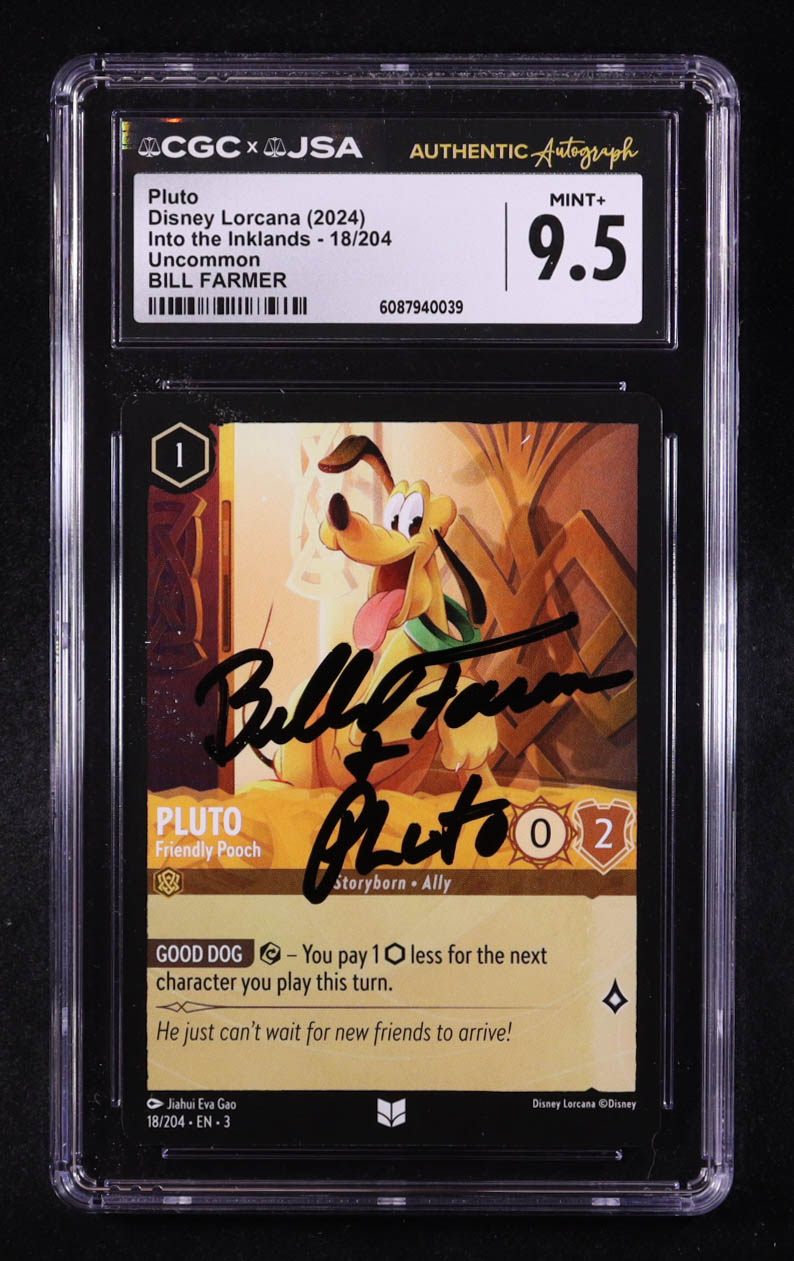 CGC x JSA AUTHENTIC Autograph
Pluto
Disney Lorcana (2024)
Into the Inklands - 18/204
Uncommon
BILL FARMER
6087940039
MINT+
9.5
1
Bill Farmer
+
Pluto
PLUTO
Friendly Pooch
0 2
Storyborn • Ally
GOOD DOG – You pay 1 less for the next
character you play this turn.
He just can't wait for new friends to arrive!
Jiahui Eva Gao
18/204 • EN • 3
Disney Lorcana ©Disney